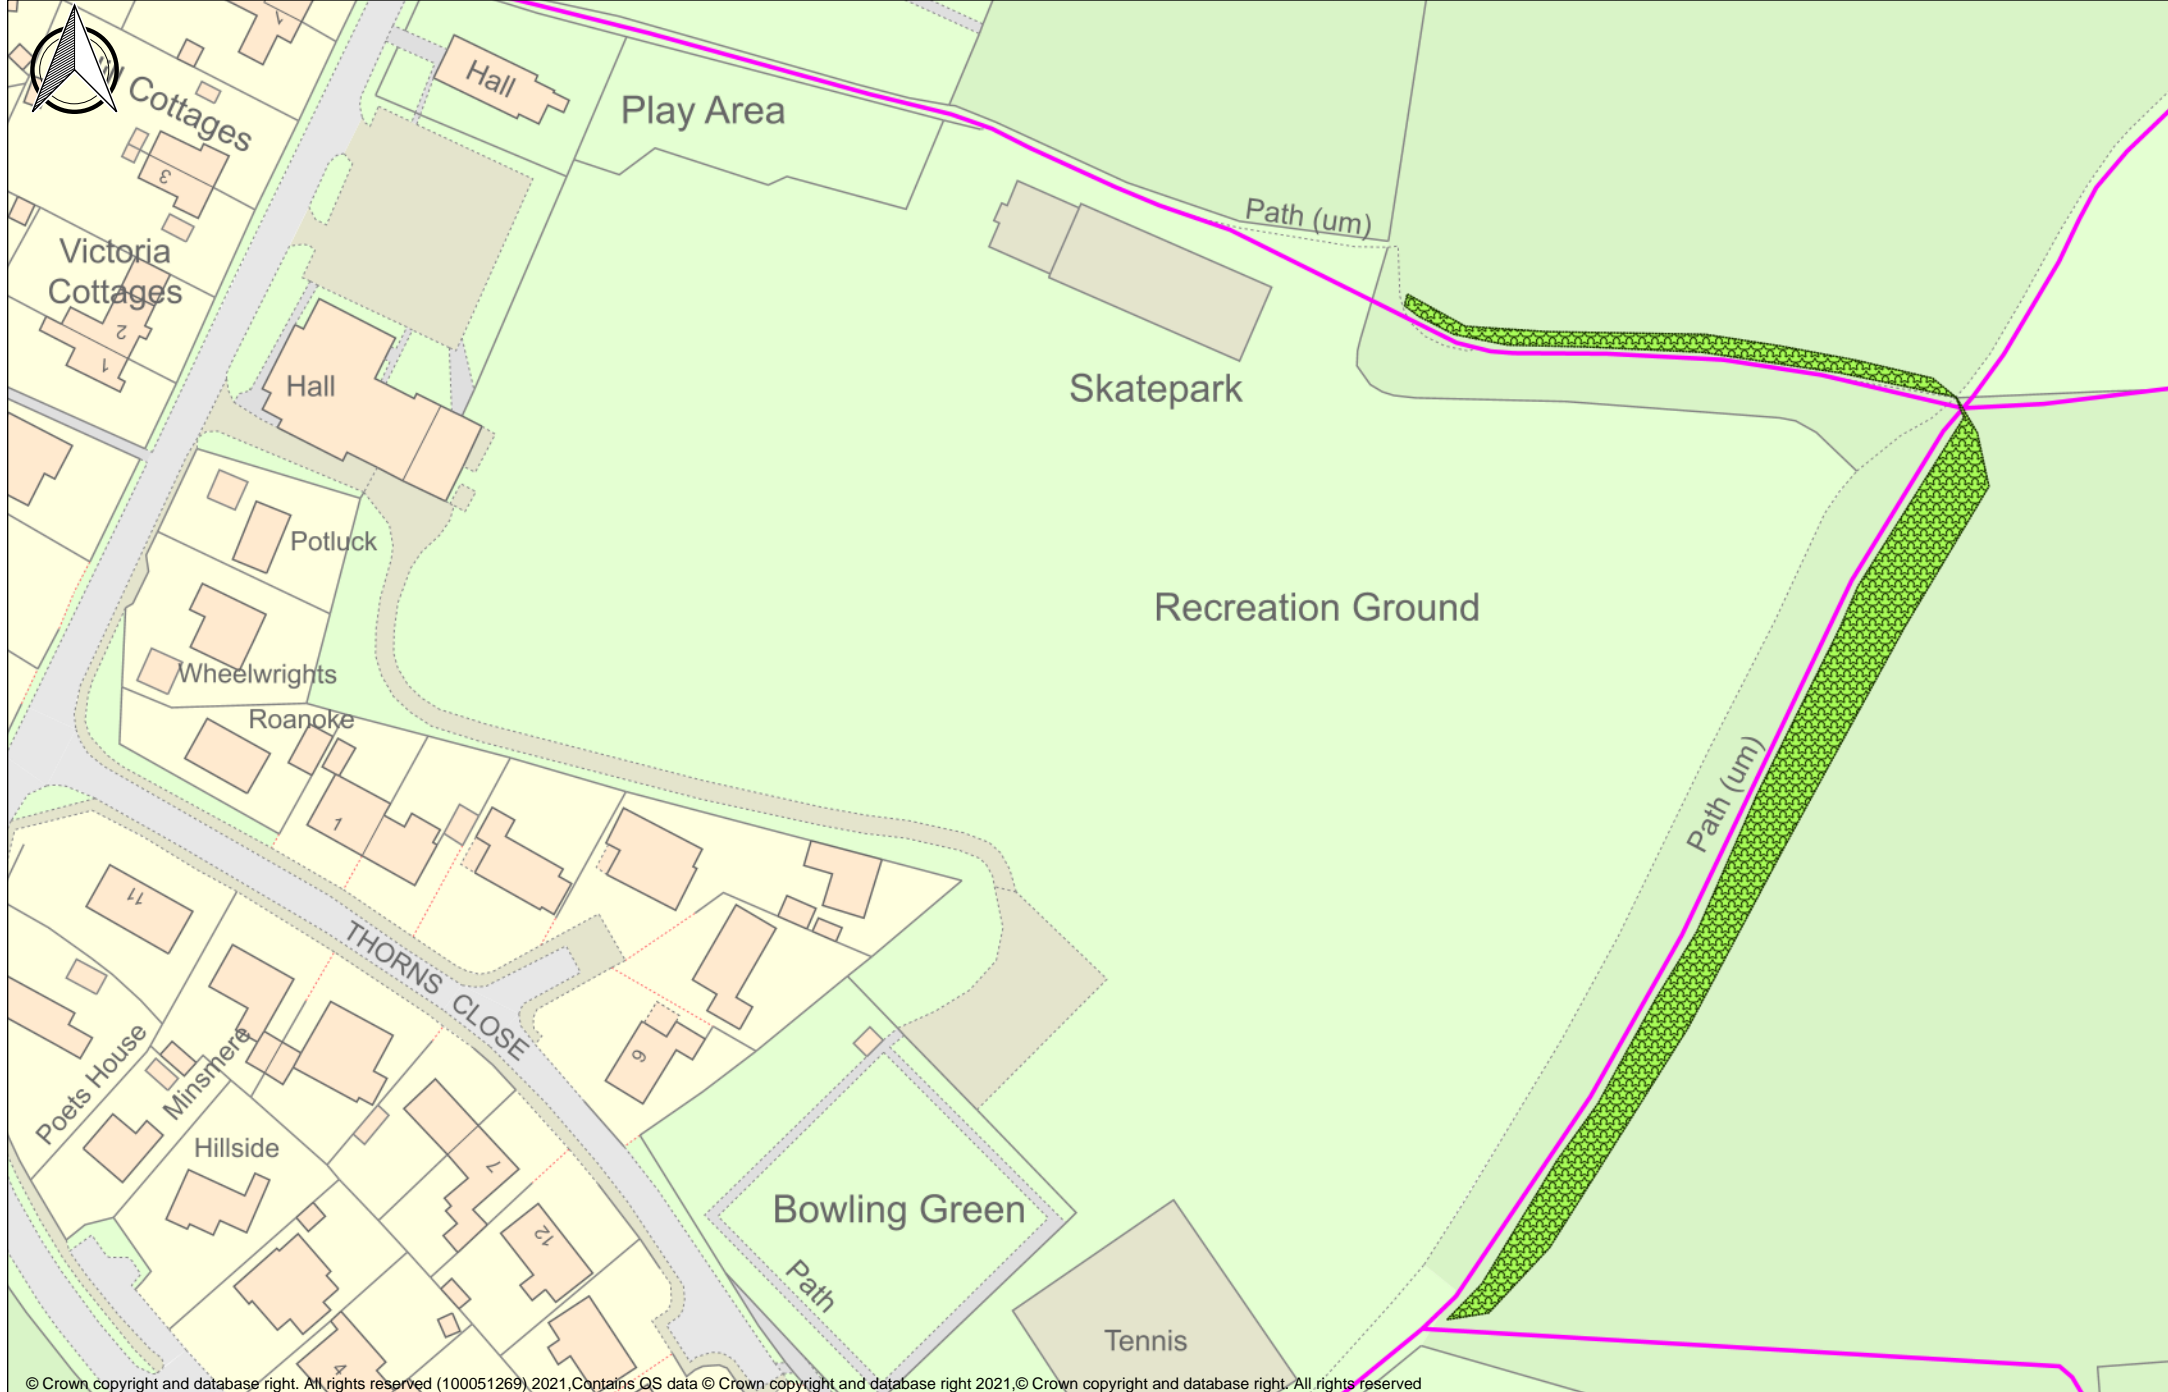 Cottages
3
Hall
Play Area
Path (um)
Victoria
Cottages
2
1
Hall
Skatepark
Potluck
Recreation Ground
Wheelwrights
Roanoke
1
Path (um)
11
THORNS CLOSE
Poets House
Minsmere
9
Hillside
7
12
Bowling Green
Path
Tennis
4
© Crown copyright and database right. All rights reserved (100051269) 2021,Contains OS data © Crown copyright and database right 2021,© Crown copyright and database right. All rights reserved